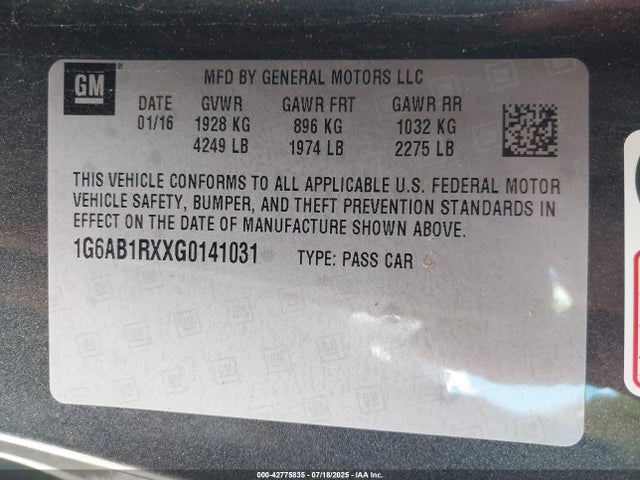 GM
MFD BY GENERAL MOTORS LLC
DATE GVWR GAWR FRT GAWR RR
01/16 1928 KG 896 KG 1032 KG
4249 LB 1974 LB 2275 LB
THIS VEHICLE CONFORMS TO ALL APPLICABLE U.S. FEDERAL MOTOR
VEHICLE SAFETY, BUMPER, AND THEFT PREVENTION STANDARDS IN
EFFECT ON THE DATE OF MANUFACTURE SHOWN ABOVE.
1G6AB1RXXG0141031 TYPE: PASS CAR
000-42775835 - 07/18/2025 - IAA Inc.